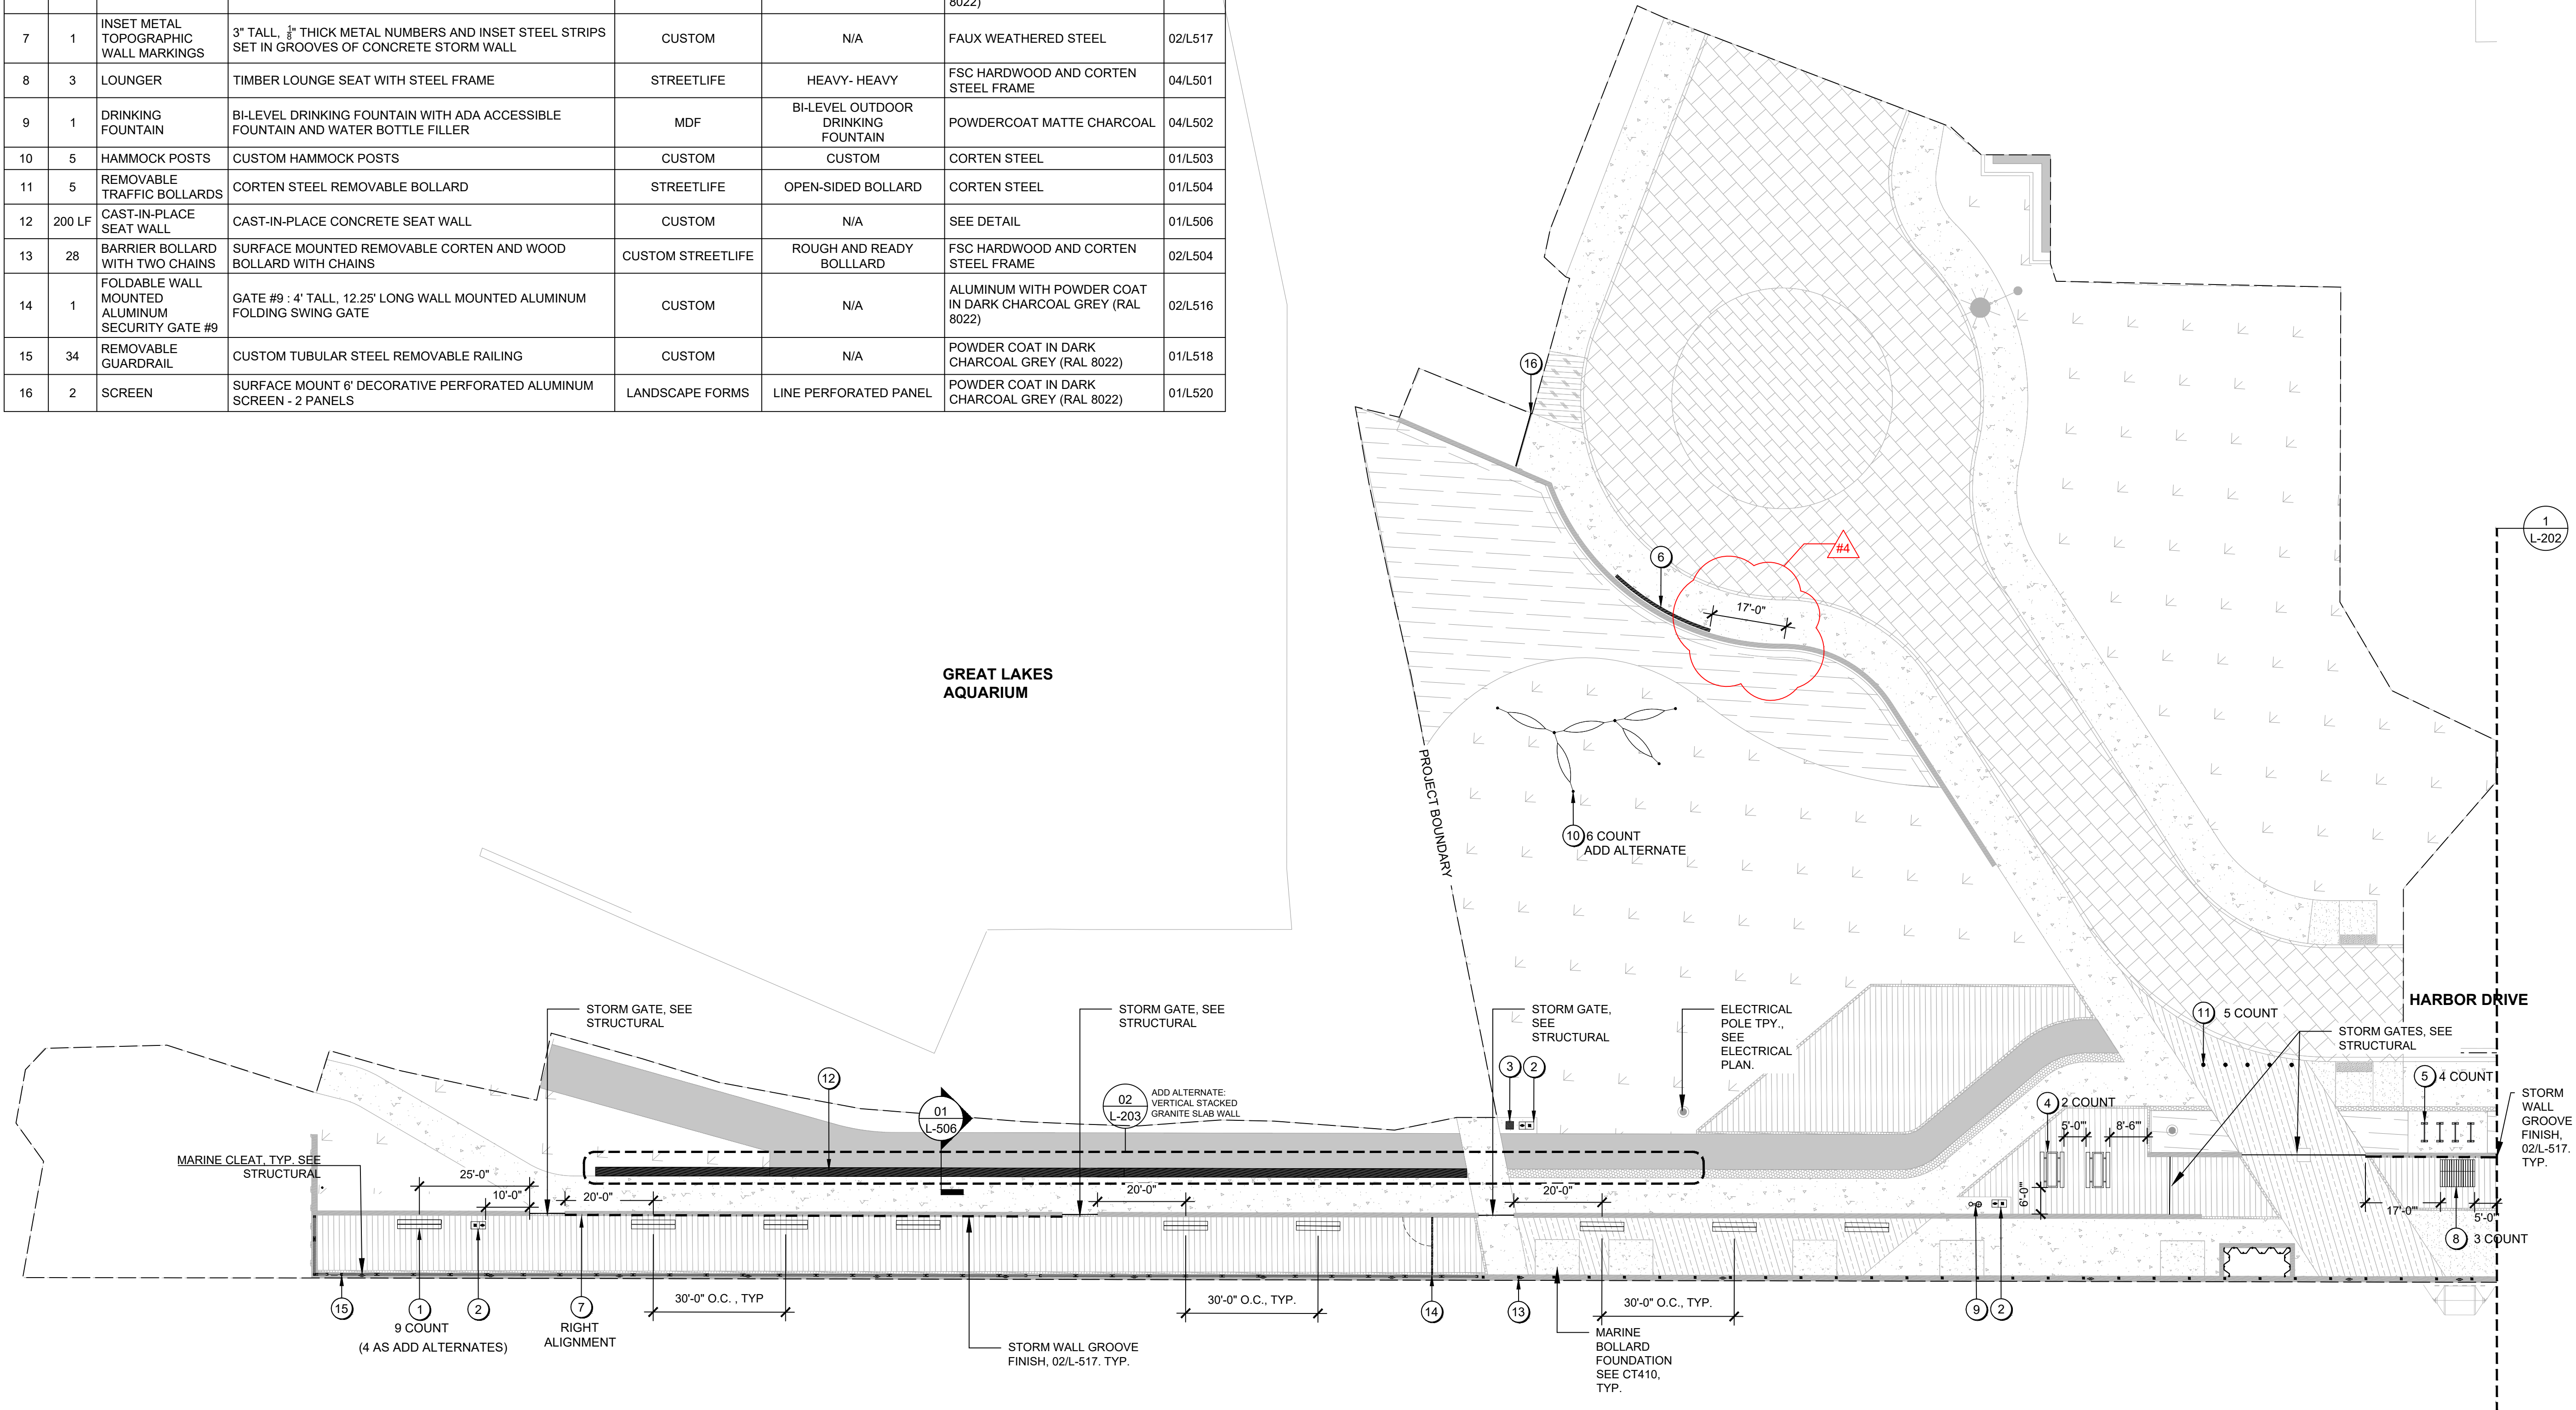 8022)
7 1 INSET METAL TOPOGRAPHIC WALL MARKINGS 3" TALL, 1/8" THICK METAL NUMBERS AND INSET STEEL STRIPS SET IN GROOVES OF CONCRETE STORM WALL CUSTOM N/A FAUX WEATHERED STEEL 02/L517
8 3 LOUNGER TIMBER LOUNGE SEAT WITH STEEL FRAME STREETLIFE HEAVY- HEAVY FSC HARDWOOD AND CORTEN STEEL FRAME 04/L501
9 1 DRINKING FOUNTAIN BI-LEVEL DRINKING FOUNTAIN WITH ADA ACCESSIBLE FOUNTAIN AND WATER BOTTLE FILLER MDF BI-LEVEL OUTDOOR DRINKING FOUNTAIN POWDERCOAT MATTE CHARCOAL 04/L502
10 5 HAMMOCK POSTS CUSTOM HAMMOCK POSTS CUSTOM CUSTOM CORTEN STEEL 01/L503
11 5 REMOVABLE TRAFFIC BOLLARDS CORTEN STEEL REMOVABLE BOLLARD STREETLIFE OPEN-SIDED BOLLARD CORTEN STEEL 01/L504
12 200 LF CAST-IN-PLACE SEAT WALL CAST-IN-PLACE CONCRETE SEAT WALL CUSTOM N/A SEE DETAIL 01/L506
13 28 BARRIER BOLLARD WITH TWO CHAINS SURFACE MOUNTED REMOVABLE CORTEN AND WOOD BOLLARD WITH CHAINS CUSTOM STREETLIFE ROUGH AND READY BOLLLARD FSC HARDWOOD AND CORTEN STEEL FRAME 02/L504
14 1 FOLDABLE WALL MOUNTED ALUMINUM SECURITY GATE #9 GATE #9 : 4' TALL, 12.25' LONG WALL MOUNTED ALUMINUM FOLDING SWING GATE CUSTOM N/A ALUMINUM WITH POWDER COAT IN DARK CHARCOAL GREY (RAL 8022) 02/L516
15 34 REMOVABLE GUARDRAIL CUSTOM TUBULAR STEEL REMOVABLE RAILING CUSTOM N/A POWDER COAT IN DARK CHARCOAL GREY (RAL 8022) 01/L518
16 2 SCREEN SURFACE MOUNT 6' DECORATIVE PERFORATED ALUMINUM SCREEN - 2 PANELS LANDSCAPE FORMS LINE PERFORATED PANEL POWDER COAT IN DARK CHARCOAL GREY (RAL 8022) 01/L520
16
1
L-202
#4
6
17'-0"
GREAT LAKES
AQUARIUM
PROJECT BOUNDARY
10 6 COUNT
ADD ALTERNATE
HARBOR DRIVE
STORM GATE, SEE
STRUCTURAL
STORM GATE, SEE
STRUCTURAL
STORM GATE,
SEE
STRUCTURAL
ELECTRICAL
POLE TPY.,
SEE
ELECTRICAL
PLAN.
11 5 COUNT
STORM GATES, SEE
STRUCTURAL
3
2
12
01
L-506
02
L-203
ADD ALTERNATE:
VERTICAL STACKED
GRANITE SLAB WALL
5 4 COUNT
4 2 COUNT
5'-0"
8'-6"
STORM
WALL
GROOVE
FINISH,
02/L-517.
TYP.
MARINE CLEAT, TYP. SEE
STRUCTURAL
25'-0"
10'-0"
20'-0"
20'-0"
20'-0"
6'-0"
17'-0"
5'-0"
8 3 COUNT
15
1
9 COUNT
(4 AS ADD ALTERNATES)
2
7
RIGHT
ALIGNMENT
30'-0" O.C. , TYP
30'-0" O.C., TYP.
14
13
30'-0" O.C., TYP.
9
2
STORM WALL GROOVE
FINISH, 02/L-517. TYP.
MARINE
BOLLARD
FOUNDATION
SEE CT410,
TYP.